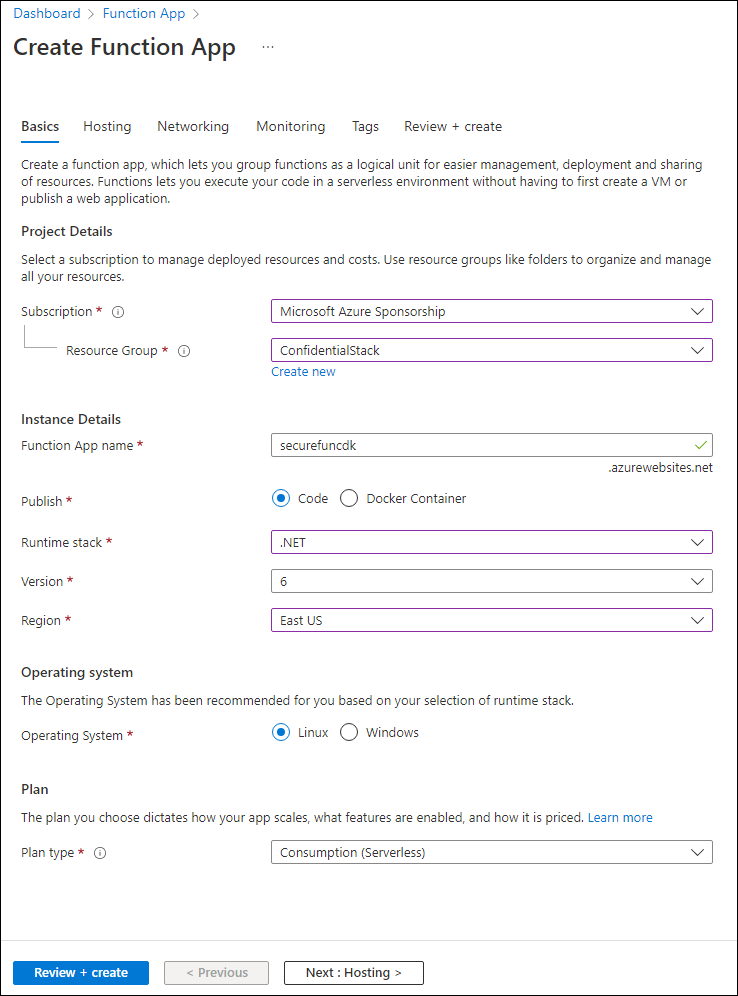 Dashboard > Function App >
Create Function App ...
Basics Hosting Networking Monitoring Tags Review + create
Create a function app, which lets you group functions as a logical unit for easier management, deployment and sharing
of resources. Functions lets you execute your code in a serverless environment without having to first create a VM or
publish a web application.
Project Details
Select a subscription to manage deployed resources and costs. Use resource groups like folders to organize and manage
all your resources.
Subscription * Microsoft Azure Sponsorship
Resource Group * ConfidentialStack
Create new
Instance Details
Function App name * securefuncdk
.azurewebsites.net
Publish * Code Docker Container
Runtime stack * .NET
Version * 6
Region * East US
Operating system
The Operating System has been recommended for you based on your selection of runtime stack.
Operating System * Linux Windows
Plan
The plan you choose dictates how your app scales, what features are enabled, and how it is priced. Learn more
Plan type * Consumption (Serverless)
Review + create < Previous Next : Hosting >